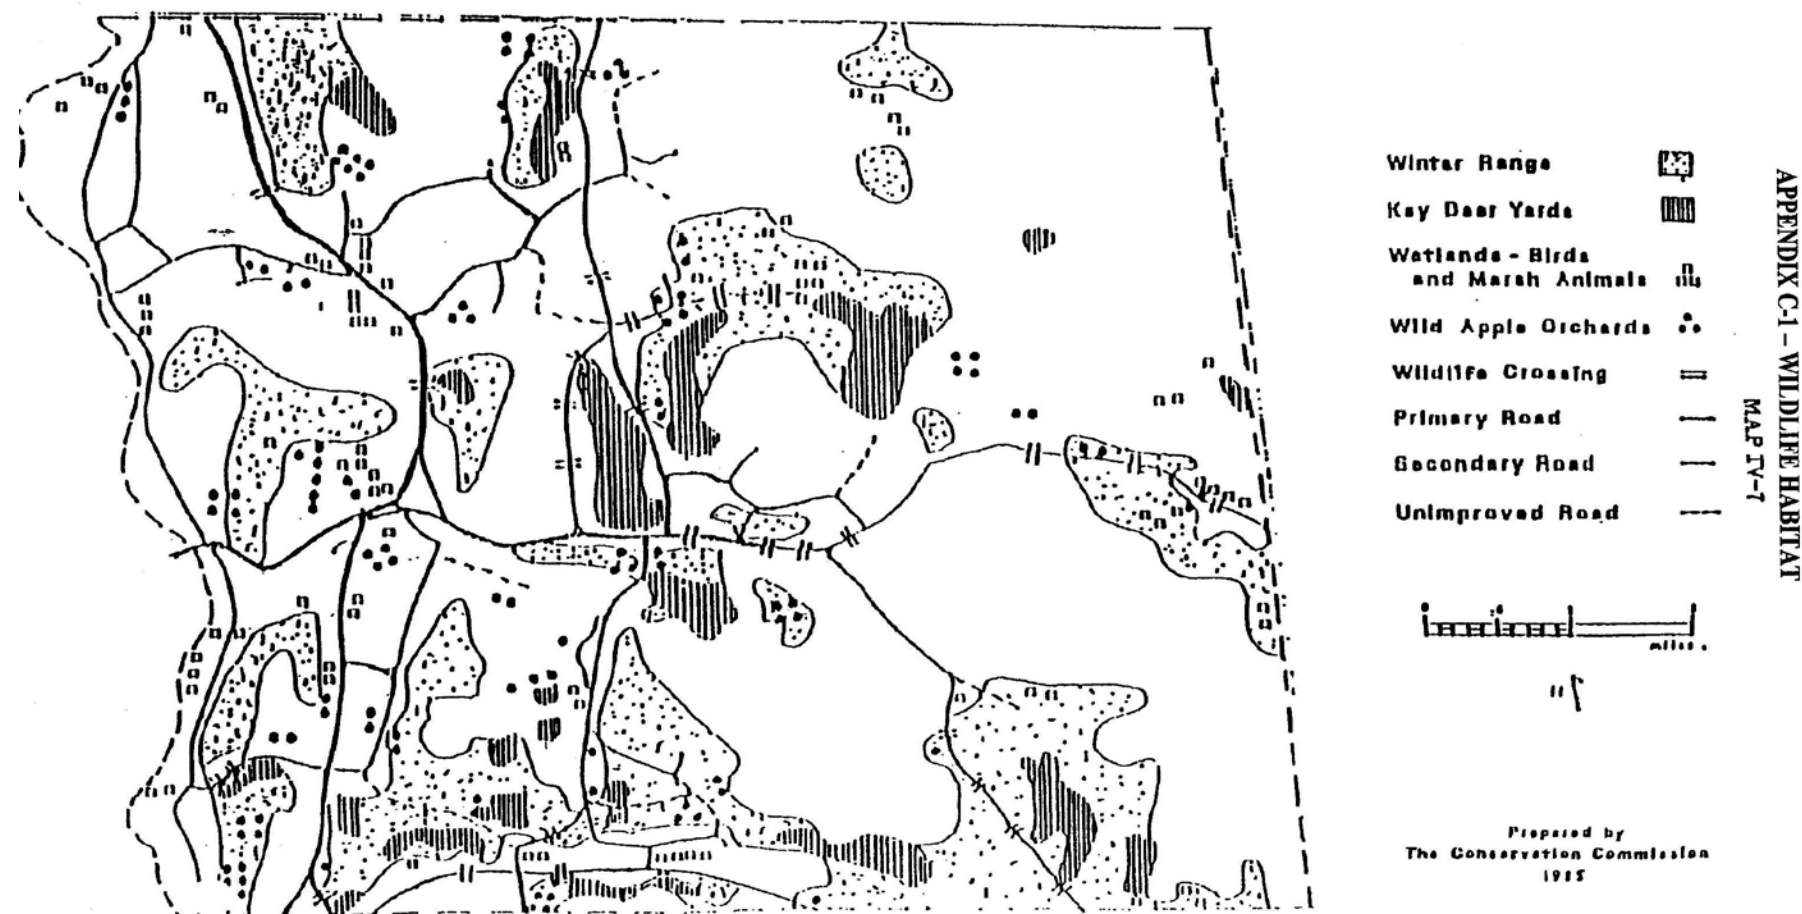 Winter Range
Key Deer Yards
Wetlands - Birds
and Marsh Animals
Wild Apple Orchards
Wildlife Crossing
Primary Road
Secondary Road
Unimproved Road
miles
Prepared by
The Conservation Commission
1985
APPENDIX C-1 – WILDLIFE HABITAT
MAP IV-7